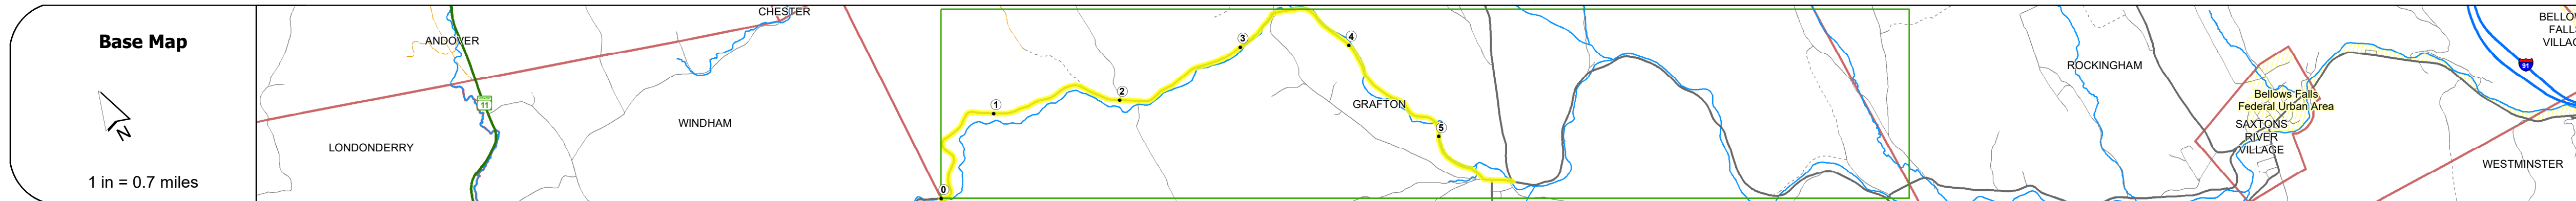 Base Map
N
1 in = 0.7 miles
CHESTER
ANDOVER
11
LONDONDERRY
WINDHAM
0
1
2
3
4
5
GRAFTON
ROCKINGHAM
Bellows Falls
Federal Urban Area
SAXTONS
RIVER
VILLAGE
91
WESTMINSTER